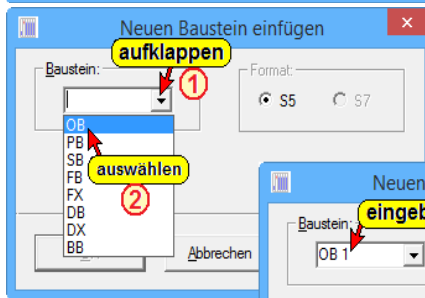 Neuen Baustein einfügen
aufklappen
Baustein:
1
Format:
S5
S7
OB
PB
SB
FB
FX
DB
DX
BB
auswählen
2
Abbrechen
Neuen
Baustein:
OB 1